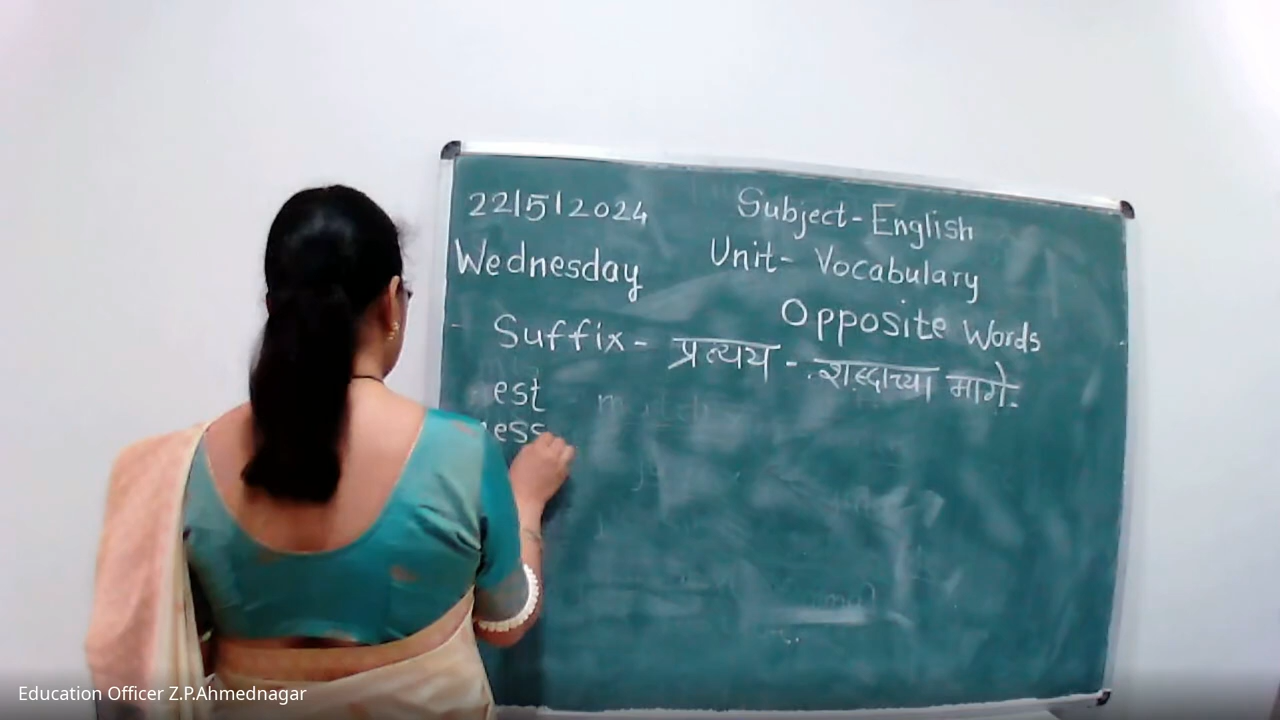 22/5/2024
Wednesday
Subject- English
Unit- Vocabulary
Opposite Words
Suffix- प्रत्यय - शब्दाच्या मागे.
est
ess
Education Officer Z.P.Ahmednagar